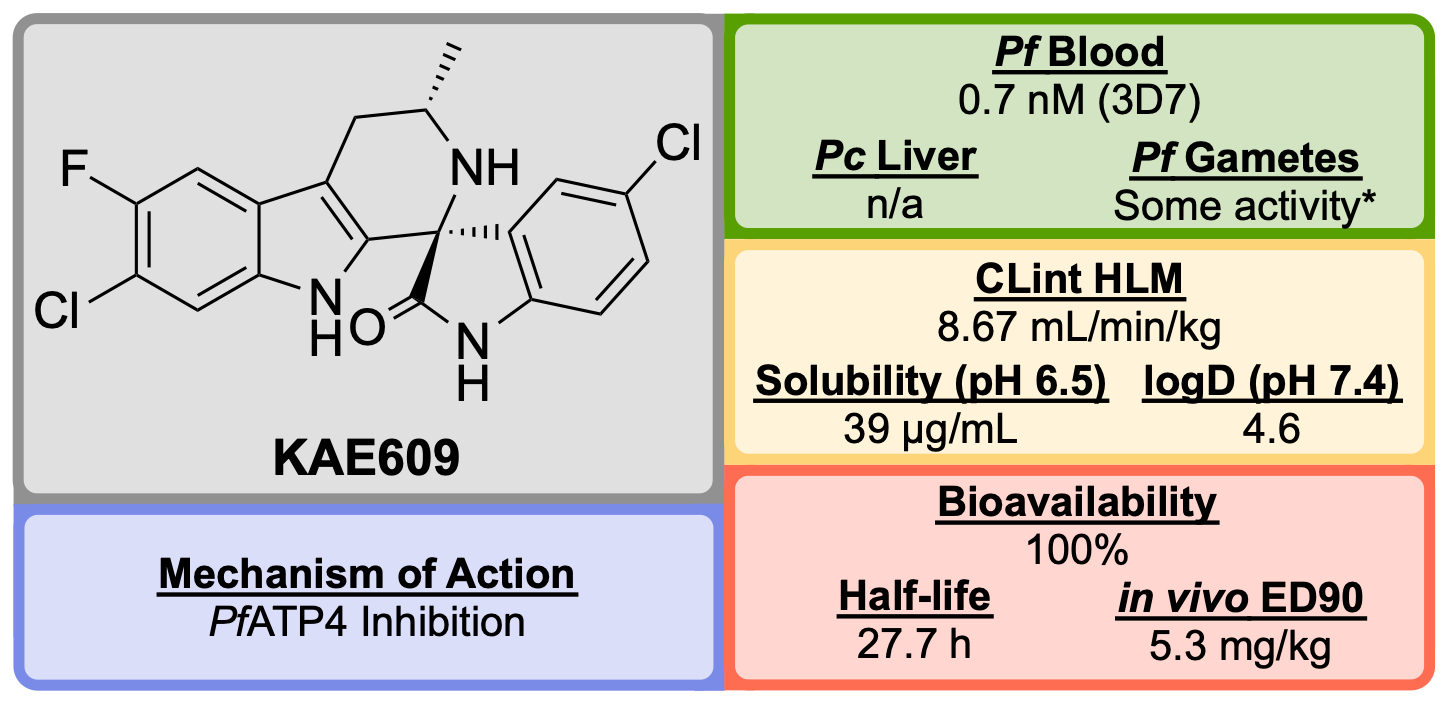 F
Cl
NH
Cl
N
H
O
N
H
KAE609
Mechanism of Action
PfATP4 Inhibition
Pf Blood
0.7 nM (3D7)
Pc Liver
n/a
Pf Gametes
Some activity*
CLint HLM
8.67 mL/min/kg
Solubility (pH 6.5)
39 µg/mL
logD (pH 7.4)
4.6
Bioavailability
100%
Half-life
27.7 h
in vivo ED90
5.3 mg/kg